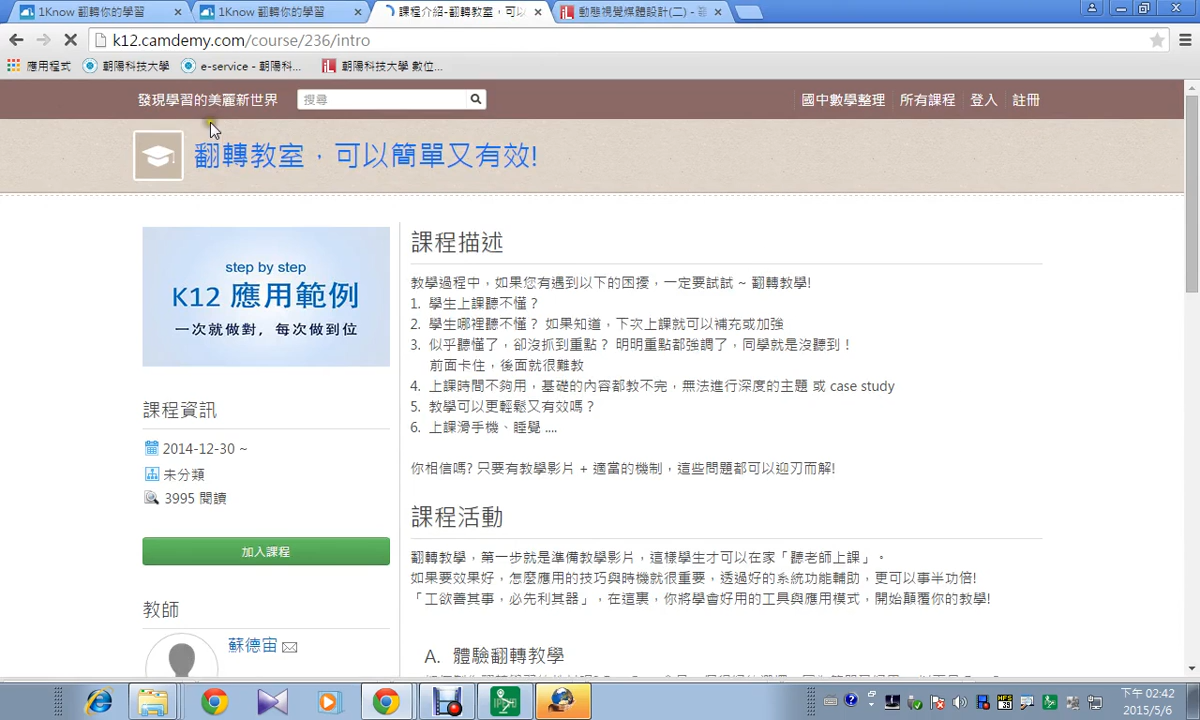 1Know 翻轉你的學習
1Know 翻轉你的學習
課程介紹-翻轉教室，可以
動態視覺媒體設計(二) -
k12.camdemy.com/course/236/intro
應用程式
朝陽科技大學
e-service - 朝陽科...
朝陽科技大學 數位...
發現學習的美麗新世界
搜尋
國中數學整理
所有課程
登入
註冊
翻轉教室，可以簡單又有效!
step by step
K12 應用範例
一次就做對，每次做到位
課程資訊
2014-12-30 ~
未分類
3995 閱讀
加入課程
教師
蘇德宙
課程描述
教學過程中，如果您有遇到以下的困擾，一定要試試 ~ 翻轉教學!
1. 學生上課聽不懂？
2. 學生哪裡聽不懂？ 如果知道，下次上課就可以補充或加強
3. 似乎聽懂了，卻沒抓到重點？ 明明重點都強調了，同學就是沒聽到！
前面卡住，後面就很難教
4. 上課時間不夠用，基礎的內容都教不完，無法進行深度的主題 或 case study
5. 教學可以更輕鬆又有效嗎？
6. 上課滑手機、睡覺 ....
你相信嗎? 只要有教學影片 + 適當的機制，這些問題都可以迎刃而解!
課程活動
翻轉教學，第一步就是準備教學影片，這樣學生才可以在家「聽老師上課」。
如果要效果好，怎麼應用的技巧與時機就很重要，透過好的系統功能輔助，更可以事半功倍!
「工欲善其事，必先利其器」，在這裏，你將學會好用的工具與應用模式，開始顛覆你的教學!
A. 體驗翻轉教學
下午 02:42
2015/5/6